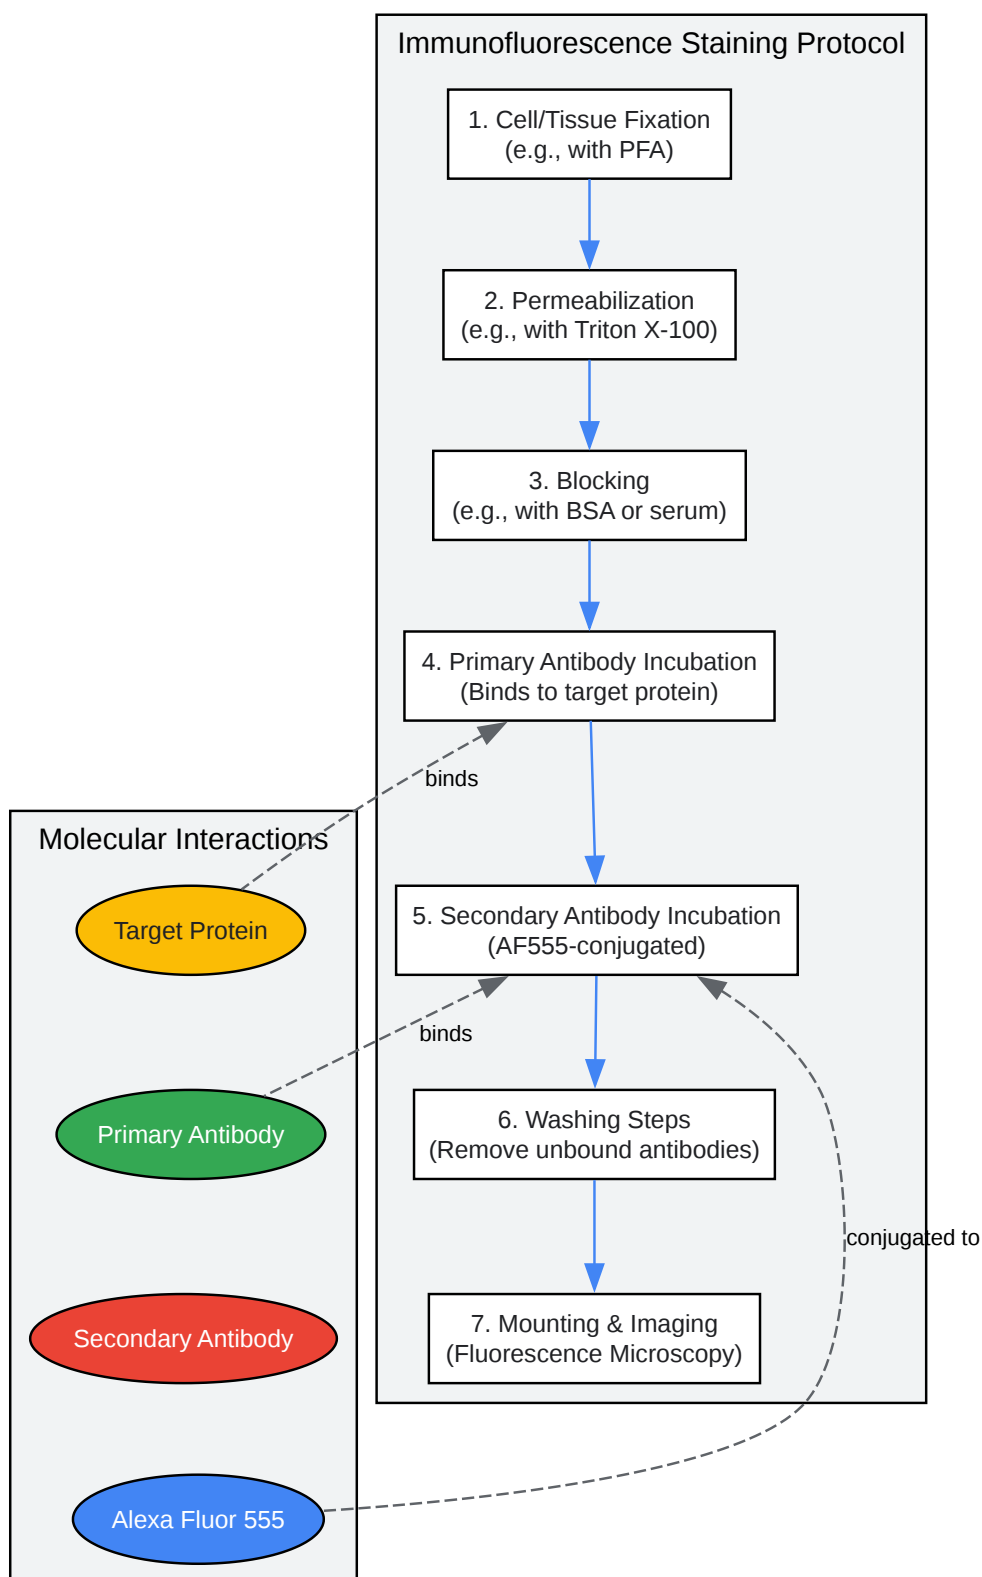 Immunofluorescence Staining Protocol
1. Cell/Tissue Fixation
(e.g., with PFA)
2. Permeabilization
(e.g., with Triton X-100)
3. Blocking
(e.g., with BSA or serum)
4. Primary Antibody Incubation
(Binds to target protein)
binds
Molecular Interactions
Target Protein
5. Secondary Antibody Incubation
(AF555-conjugated)
binds
Primary Antibody
6. Washing Steps
(Remove unbound antibodies)
conjugated to
Secondary Antibody
7. Mounting & Imaging
(Fluorescence Microscopy)
Alexa Fluor 555